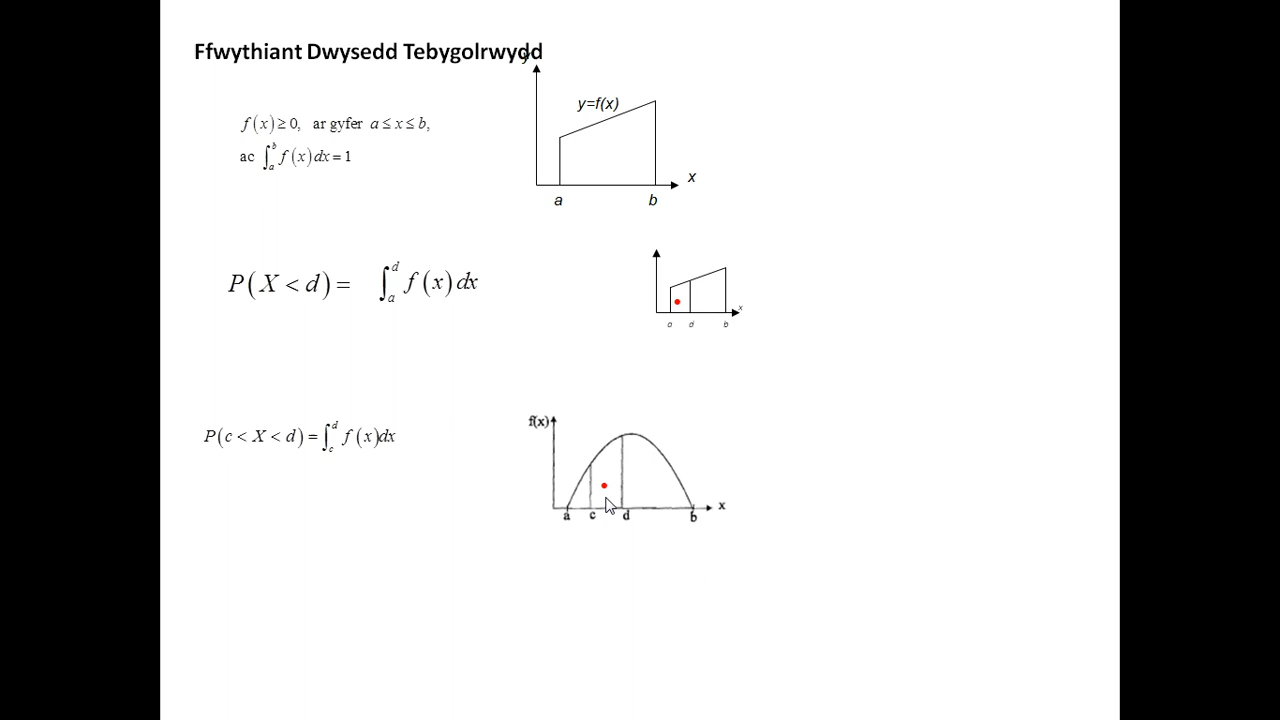 Ffwythiant Dwysedd Tebygolrwydd
y
y=f(x)
f(x) ≥ 0, ar gyfer a ≤ x ≤ b,
ac ∫_a^b f(x)dx = 1
x
a b
P(X < d) = ∫_a^d f(x)dx
x
a d b
f(x)
P(c < X < d) = ∫_c^d f(x)dx
x
a c d b